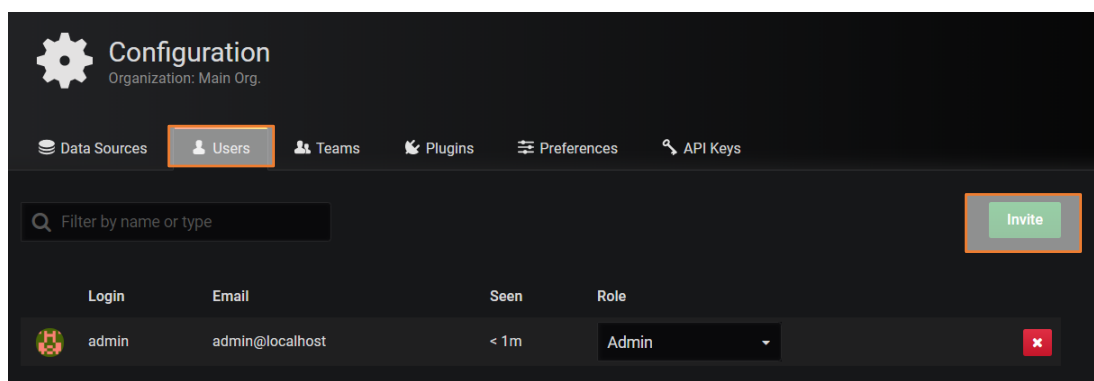 Configuration
Organization: Main Org.
Data Sources Users Teams Plugins Preferences API Keys
Filter by name or type Invite
Login Email Seen Role
admin admin@localhost < 1m Admin